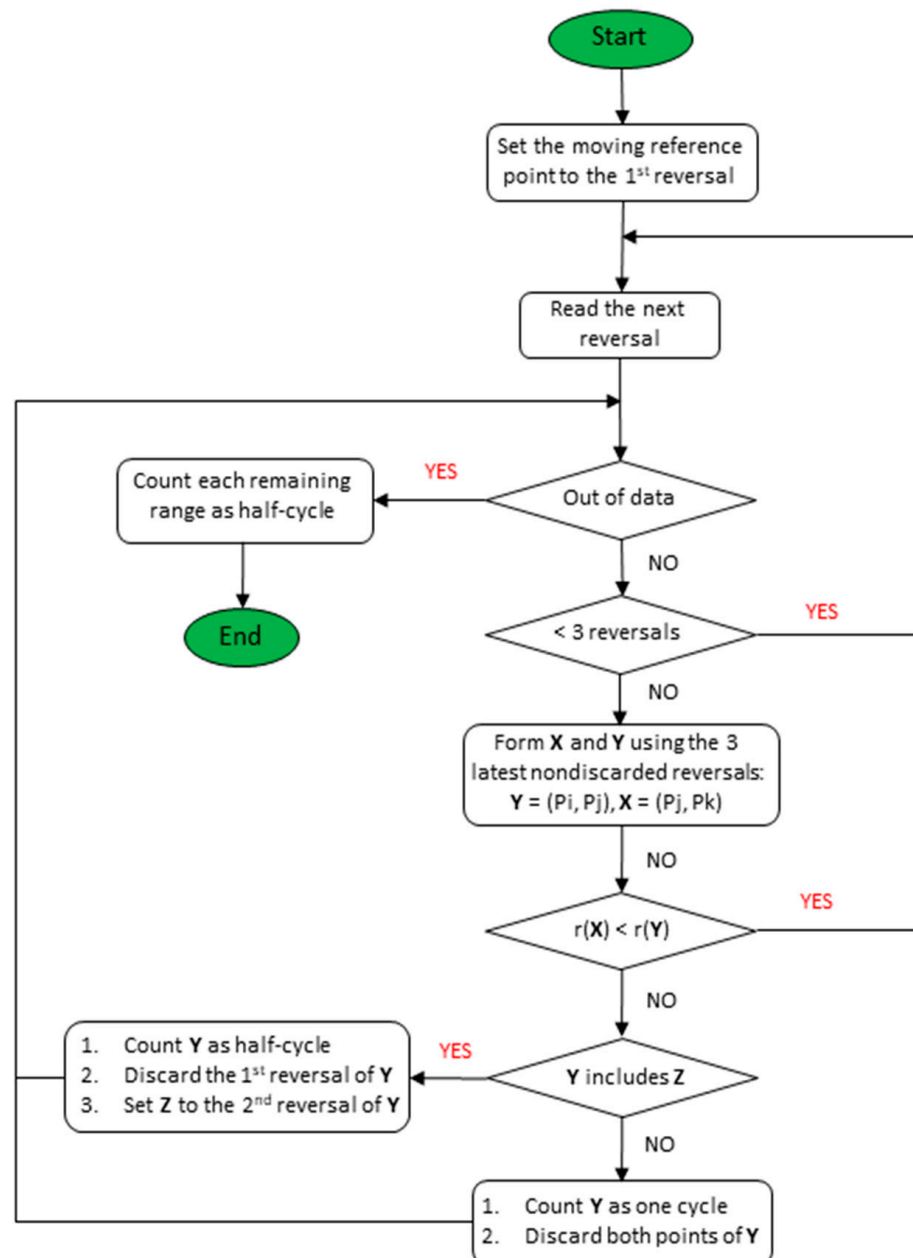 Start
Set the moving reference
point to the 1st reversal
Read the next
reversal
Out of data
YES
Count each remaining
range as half-cycle
End
NO
< 3 reversals
YES
NO
Form X and Y using the 3
latest nondiscarded reversals:
Y = (Pi, Pj), X = (Pj, Pk)
NO
r(X) < r(Y)
YES
NO
Y includes Z
YES
1. Count Y as half-cycle
2. Discard the 1st reversal of Y
3. Set Z to the 2nd reversal of Y
NO
1. Count Y as one cycle
2. Discard both points of Y